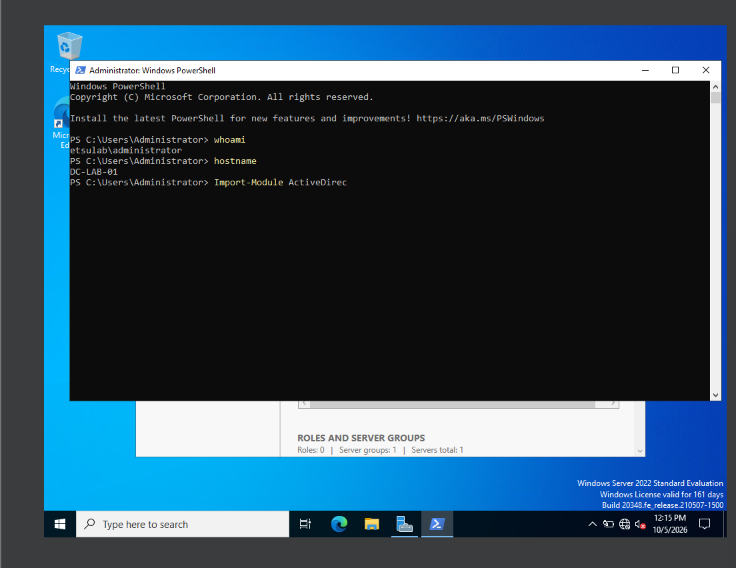 Recyc
Administrator: Windows PowerShell
Windows PowerShell
Copyright (C) Microsoft Corporation. All rights reserved.
Install the latest PowerShell for new features and improvements! https://aka.ms/PSWindows
PS C:\Users\Administrator> whoami
etsulab\administrator
PS C:\Users\Administrator> hostname
DC-LAB-01
PS C:\Users\Administrator> Import-Module ActiveDirec
Micr
Ed
ROLES AND SERVER GROUPS
Roles: 0 | Server groups: 1 | Servers total: 1
Windows Server 2022 Standard Evaluation
Windows License valid for 161 days
Build 20348.fe_release.210507-1500
Type here to search
12:15 PM
10/5/2026